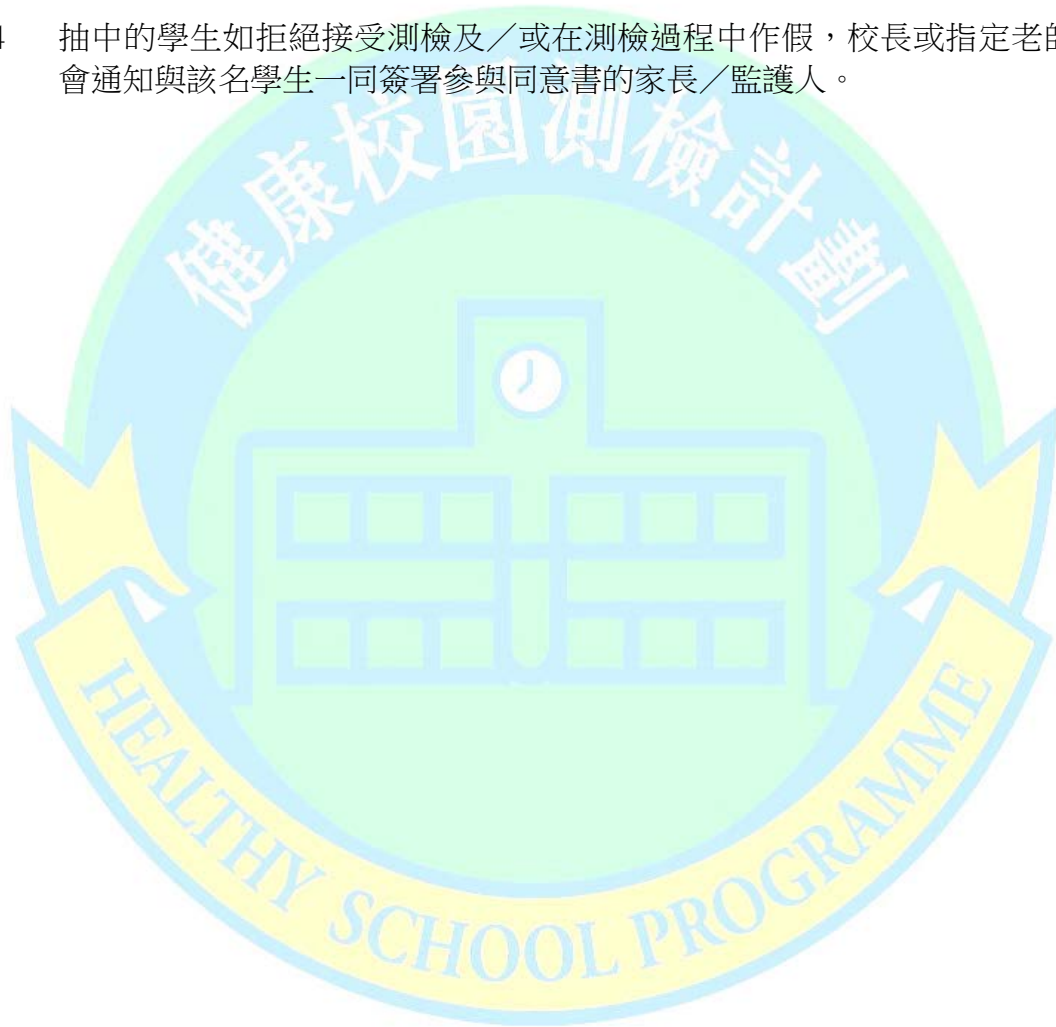 4 抽中的學生如拒絕接受測檢及／或在測檢過程中作假，校長或指定老師
會通知與該名學生一同簽署參與同意書的家長／監護人。
健康校園測檢計劃
HEALTHY SCHOOL PROGRAMME